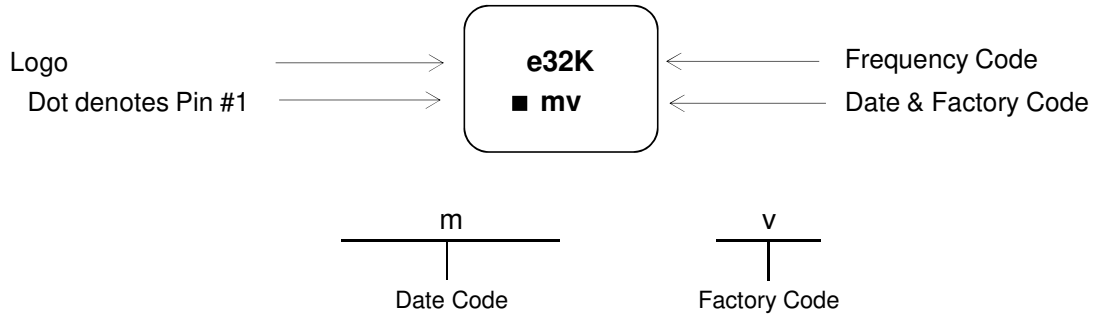 Logo
Dot denotes Pin #1
e32K
■ mv
Frequency Code
Date & Factory Code
m
v
Date Code
Factory Code